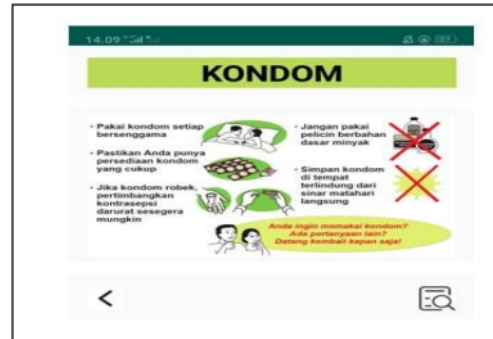 14.09
KONDOM
• Pakai kondom setiap
bersenggama
• Pastikan Anda punya
persediaan kondom
yang cukup
• Jika kondom robek,
pertimbangkan
kontrasepsi
darurat sesegera
mungkin
• Jangan pakai
pelicin berbahan
dasar minyak
• Simpan kondom
di tempat
terlindung dari
sinar matahari
langsung
Anda ingin memakai kondom?
Ada pertanyaan lain?
Datang kembali kapan saja!